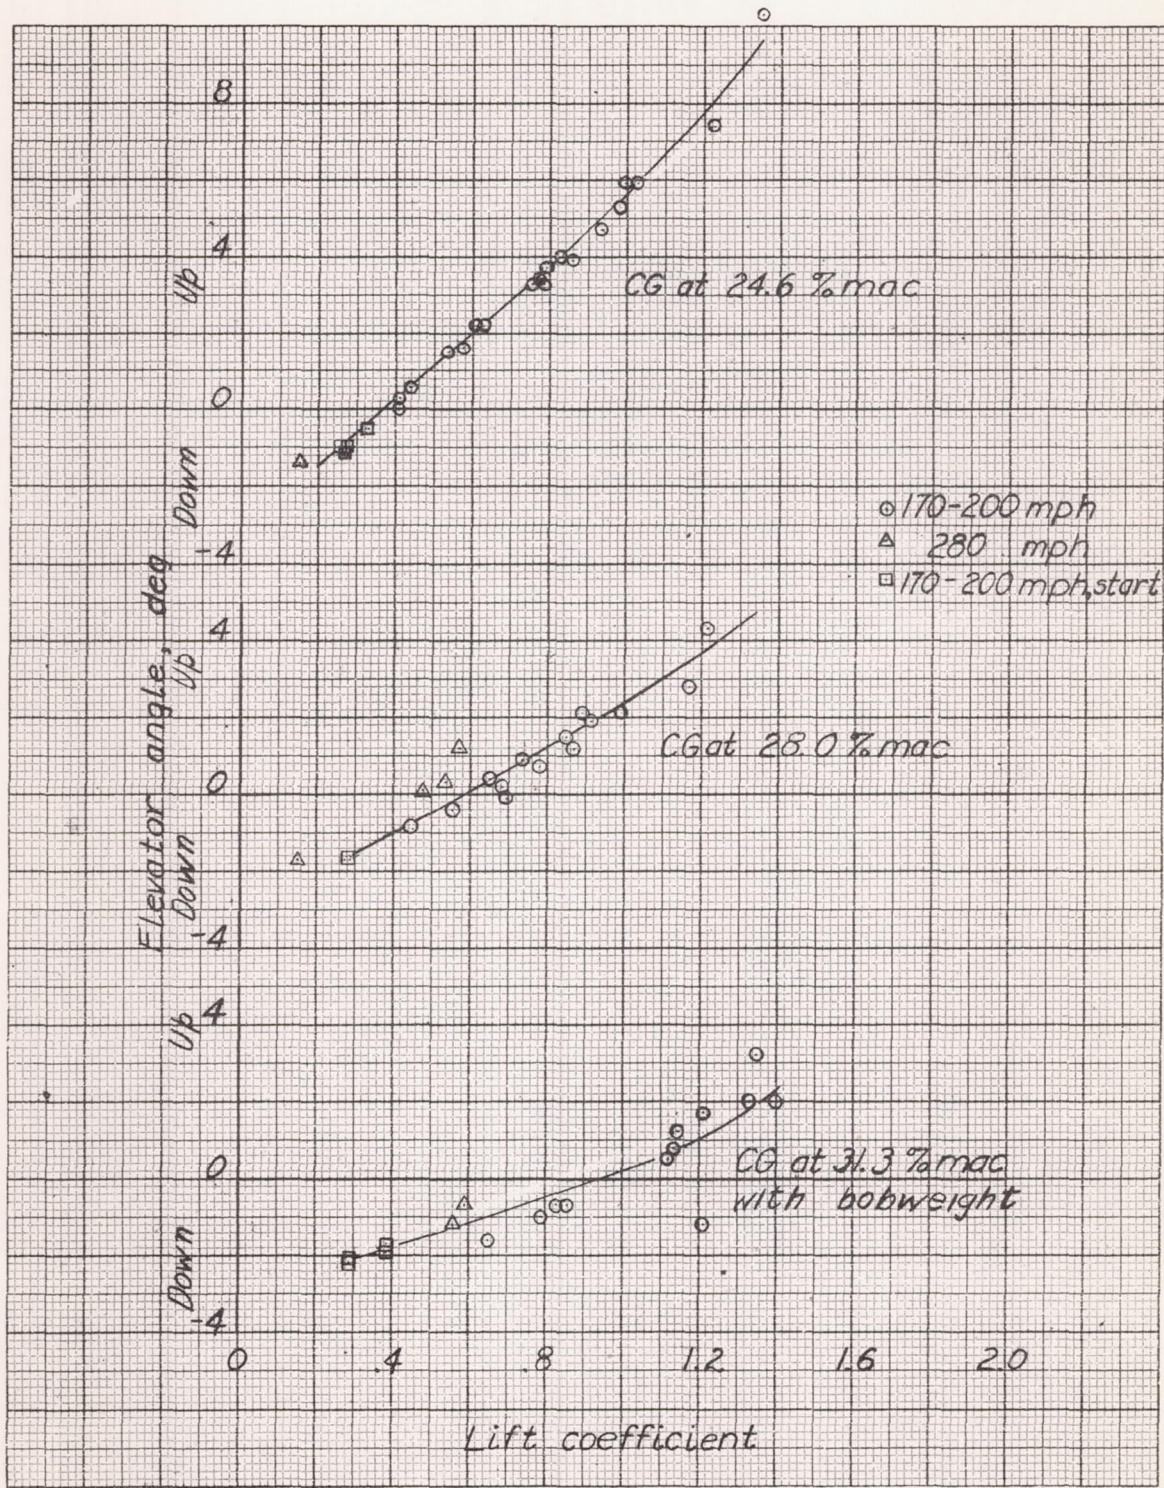 8
4
Up
CG at 24.6 % mac
0
Down
170-200 mph
-4
280 mph
170-200 mph, start
Elevator angle, deg
4
Up
CG at 28.0 % mac
0
Down
-4
4
Up
0
CG at 31.3 % mac
with bobweight
Down
-4
0 .4 .8 1.2 1.6 2.0
Lift coefficient